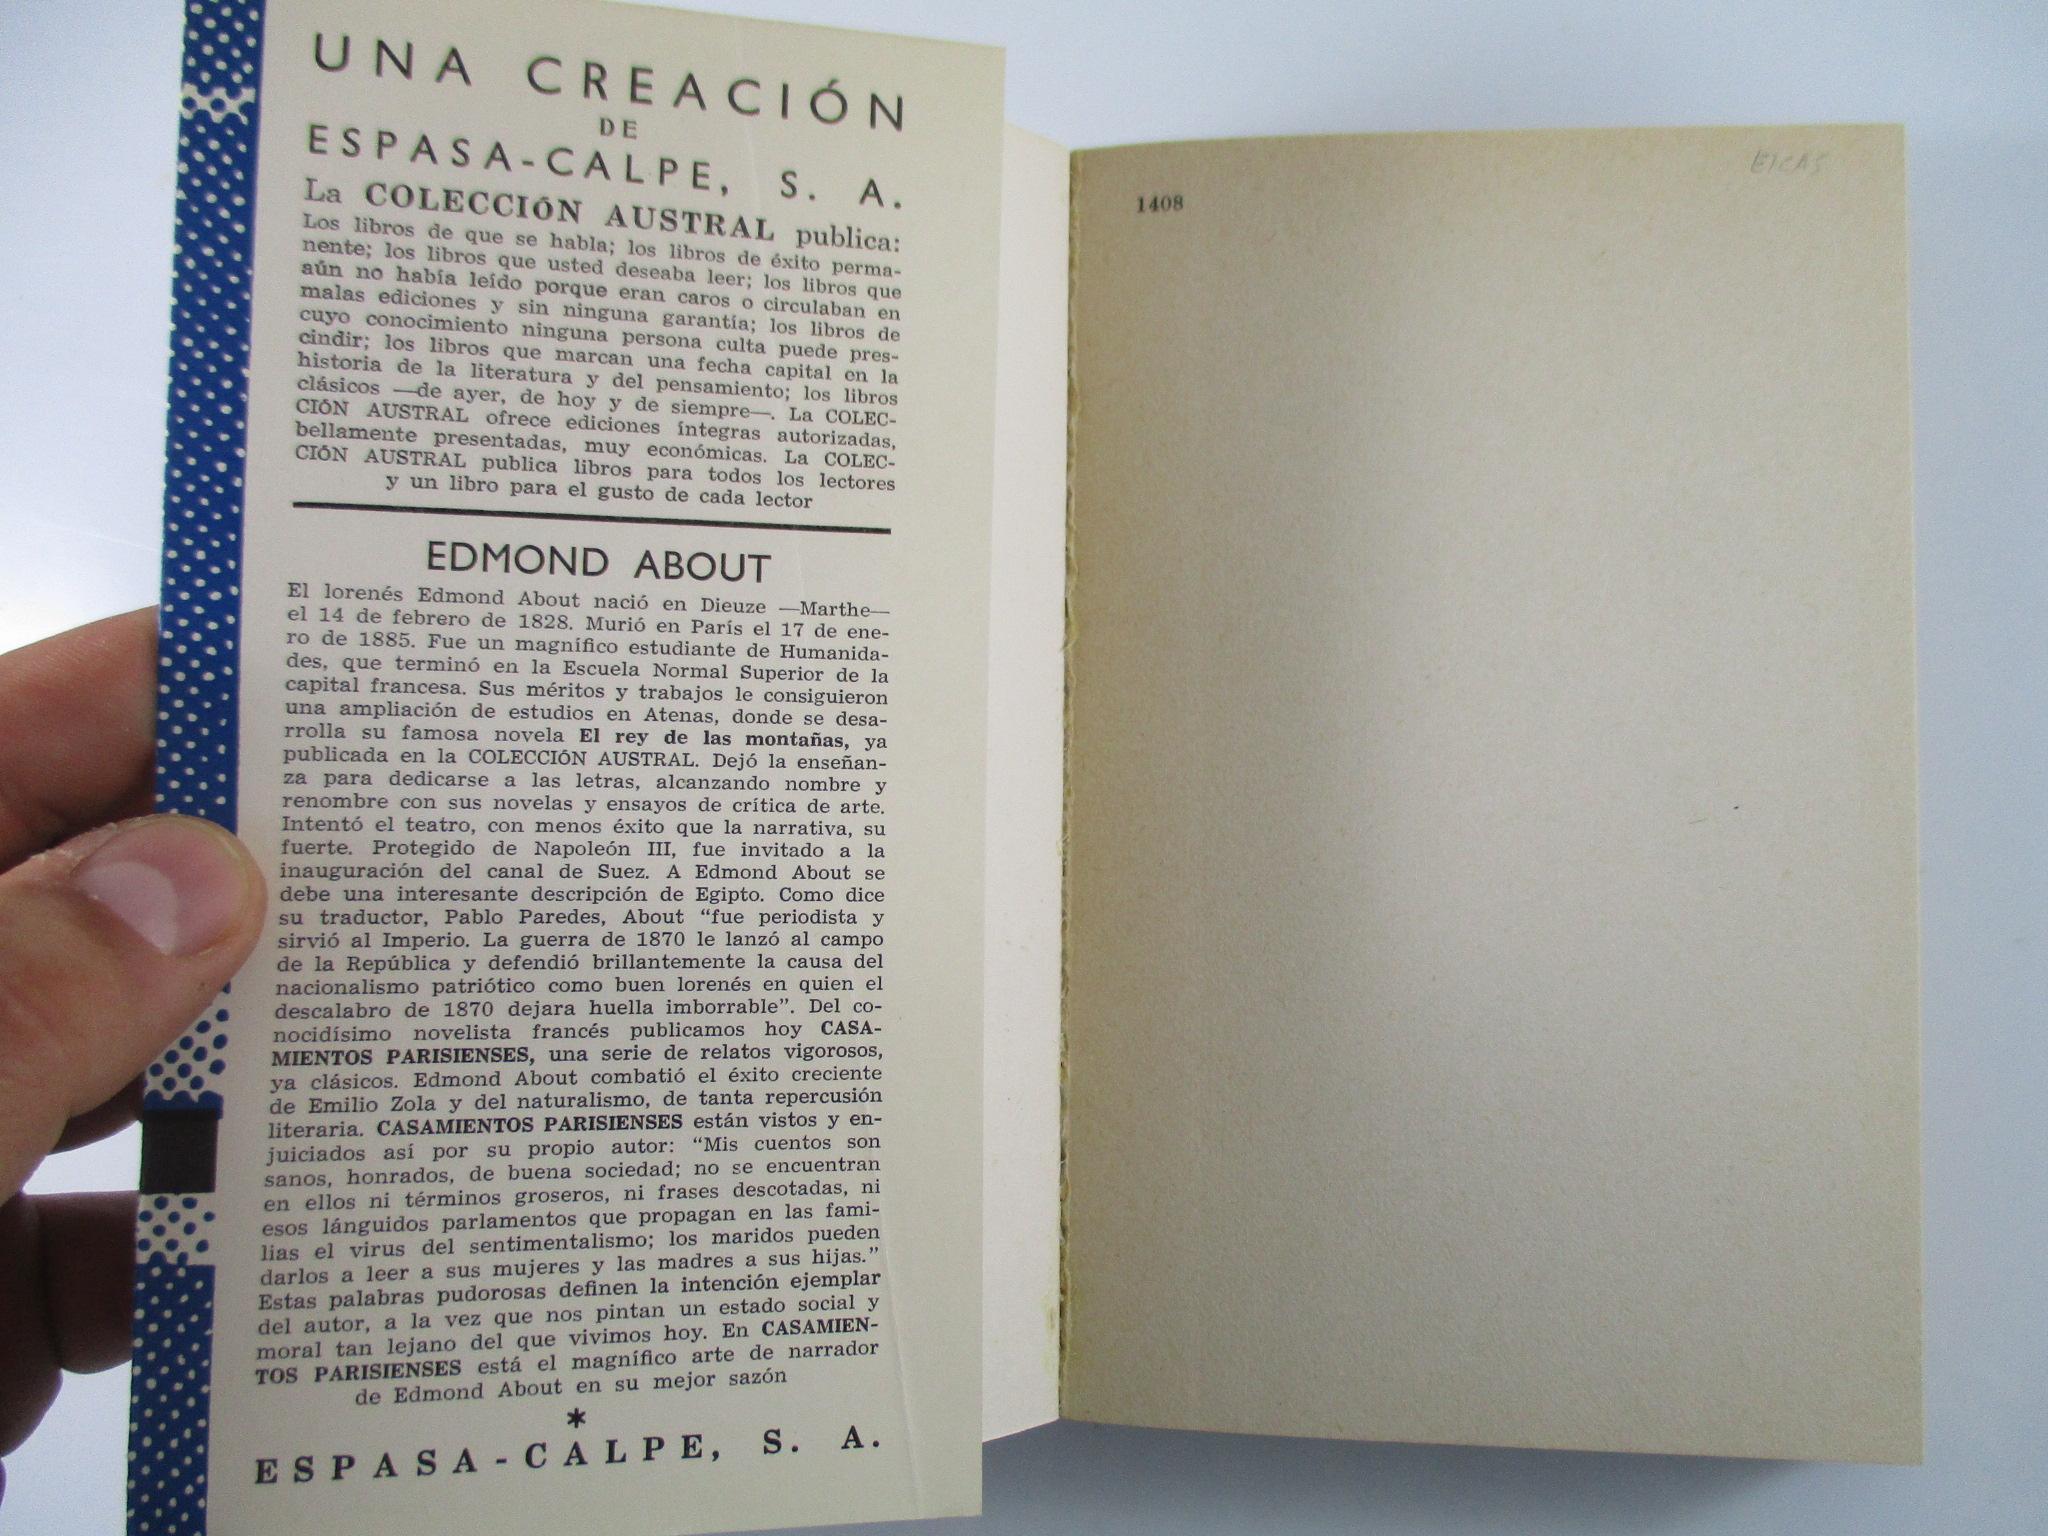 UNA CREACIÓN
DE
ESPASA-CALPE, S. A.
La COLECCIÓN AUSTRAL publica:
Los libros de que se habla; los libros de éxito perma-
nente; los libros que usted deseaba leer; los libros que
aún no había leído porque eran caros o circulaban en
malas ediciones y sin ninguna garantía; los libros de
cuyo conocimiento ninguna persona culta puede pres-
cindir; los libros que marcan una fecha capital en la
historia de la literatura y del pensamiento; los libros
clásicos —de ayer, de hoy y de siempre—. La COLEC-
CIÓN AUSTRAL ofrece ediciones íntegras autorizadas,
bellamente presentadas, muy económicas. La COLEC-
CIÓN AUSTRAL publica libros para todos los lectores
y un libro para el gusto de cada lector
EDMOND ABOUT
El lorenés Edmond About nació en Dieuze —Marthe—
el 14 de febrero de 1828. Murió en París el 17 de ene-
ro de 1885. Fue un magnífico estudiante de Humanida-
des, que terminó en la Escuela Normal Superior de la
capital francesa. Sus méritos y trabajos le consiguieron
una ampliación de estudios en Atenas, donde se desa-
rrolla su famosa novela El rey de las montañas, ya
publicada en la COLECCIÓN AUSTRAL. Dejó la enseñan-
za para dedicarse a las letras, alcanzando nombre y
renombre con sus novelas y ensayos de crítica de arte.
Intentó el teatro, con menos éxito que la narrativa, su
fuerte. Protegido de Napoleón III, fue invitado a la
inauguración del canal de Suez. A Edmond About se
debe una interesante descripción de Egipto. Como dice
su traductor, Pablo Paredes, About “fue periodista y
sirvió al Imperio. La guerra de 1870 le lanzó al campo
de la República y defendió brillantemente la causa del
nacionalismo patriótico como buen lorenés en quien el
descalabro de 1870 dejara huella imborrable”. Del co-
nocidísimo novelista francés publicamos hoy CASA-
MIENTOS PARISIENSES, una serie de relatos vigorosos,
ya clásicos. Edmond About combatió el éxito creciente
de Emilio Zola y del naturalismo, de tanta repercusión
literaria. CASAMIENTOS PARISIENSES están vistos y en-
juiciados así por su propio autor: “Mis cuentos son
sanos, honrados, de buena sociedad; no se encuentran
en ellos ni términos groseros, ni frases descotadas, ni
esos lánguidos parlamentos que propagan en las fami-
lias el virus del sentimentalismo; los maridos pueden
darlos a leer a sus mujeres y las madres a sus hijas.”
Estas palabras pudorosas definen la intención ejemplar
del autor, a la vez que nos pintan un estado social y
moral tan lejano del que vivimos hoy. En CASAMIEN-
TOS PARISIENSES está el magnífico arte de narrador
de Edmond About en su mejor sazón
*
ESPASA-CALPE, S. A.
1408